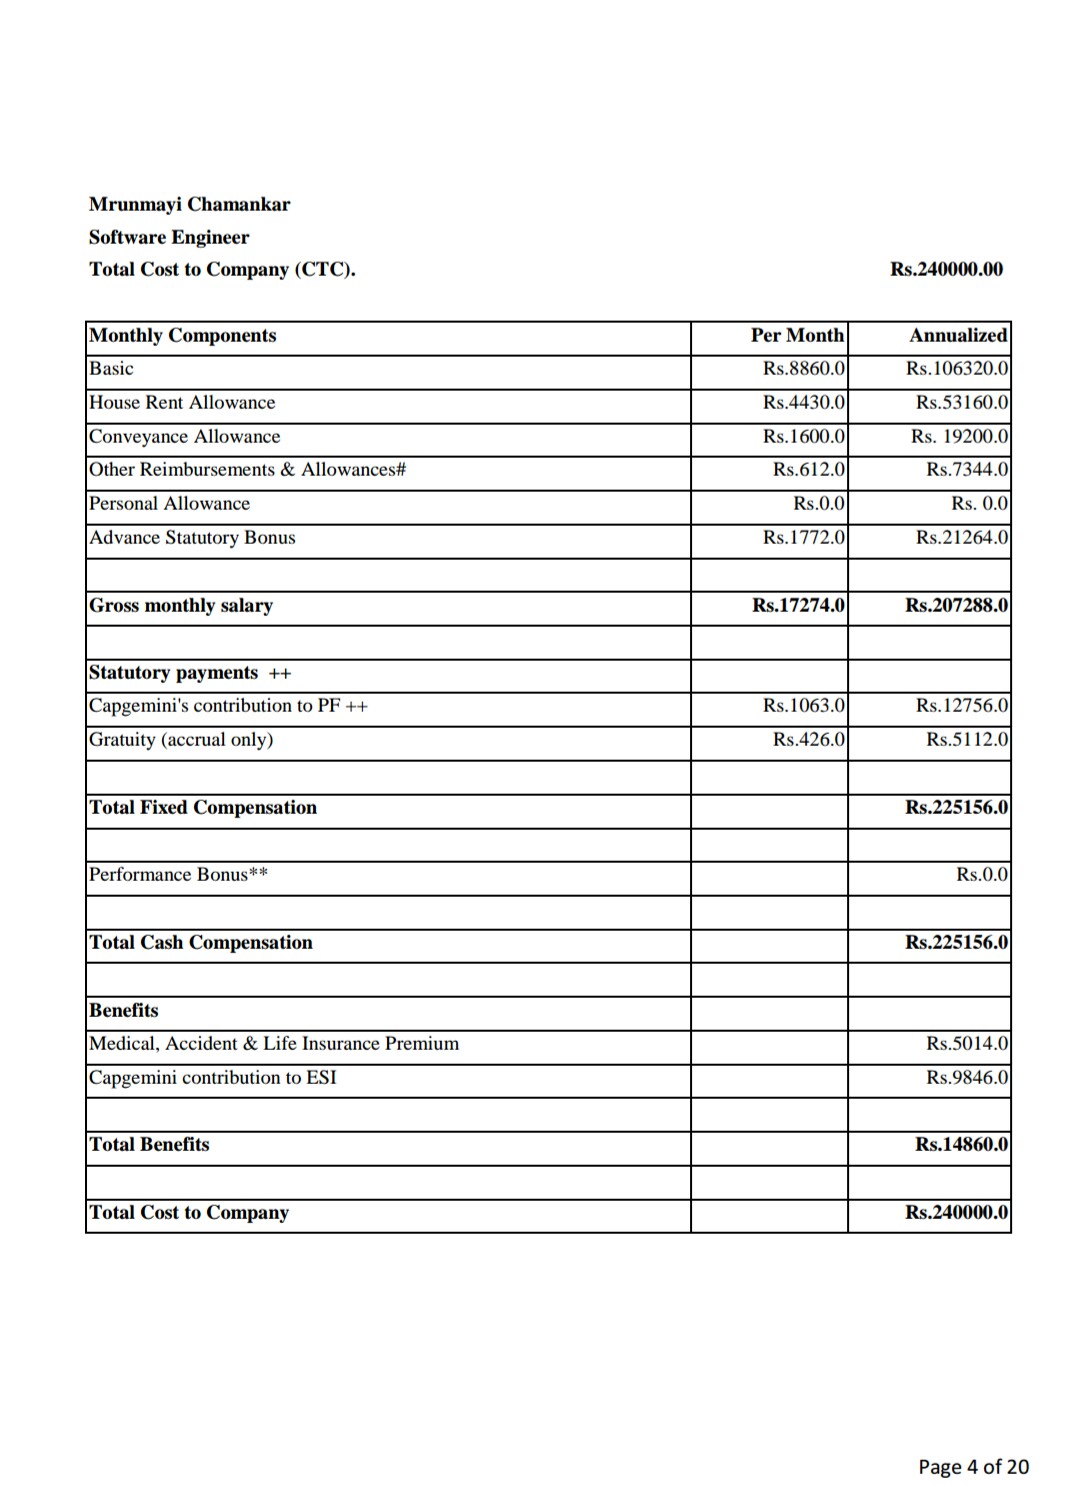 Mrunmayi Chamankar
Software Engineer
Total Cost to Company (CTC). Rs.240000.00
Monthly Components Per Month Annualized
Basic Rs.8860.0 Rs.106320.0
House Rent Allowance Rs.4430.0 Rs.53160.0
Conveyance Allowance Rs.1600.0 Rs. 19200.0
Other Reimbursements & Allowances# Rs.612.0 Rs.7344.0
Personal Allowance Rs.0.0 Rs. 0.0
Advance Statutory Bonus Rs.1772.0 Rs.21264.0
Gross monthly salary Rs.17274.0 Rs.207288.0
Statutory payments ++
Capgemini's contribution to PF ++ Rs.1063.0 Rs.12756.0
Gratuity (accrual only) Rs.426.0 Rs.5112.0
Total Fixed Compensation Rs.225156.0
Performance Bonus** Rs.0.0
Total Cash Compensation Rs.225156.0
Benefits
Medical, Accident & Life Insurance Premium Rs.5014.0
Capgemini contribution to ESI Rs.9846.0
Total Benefits Rs.14860.0
Total Cost to Company Rs.240000.0
Page 4 of 20